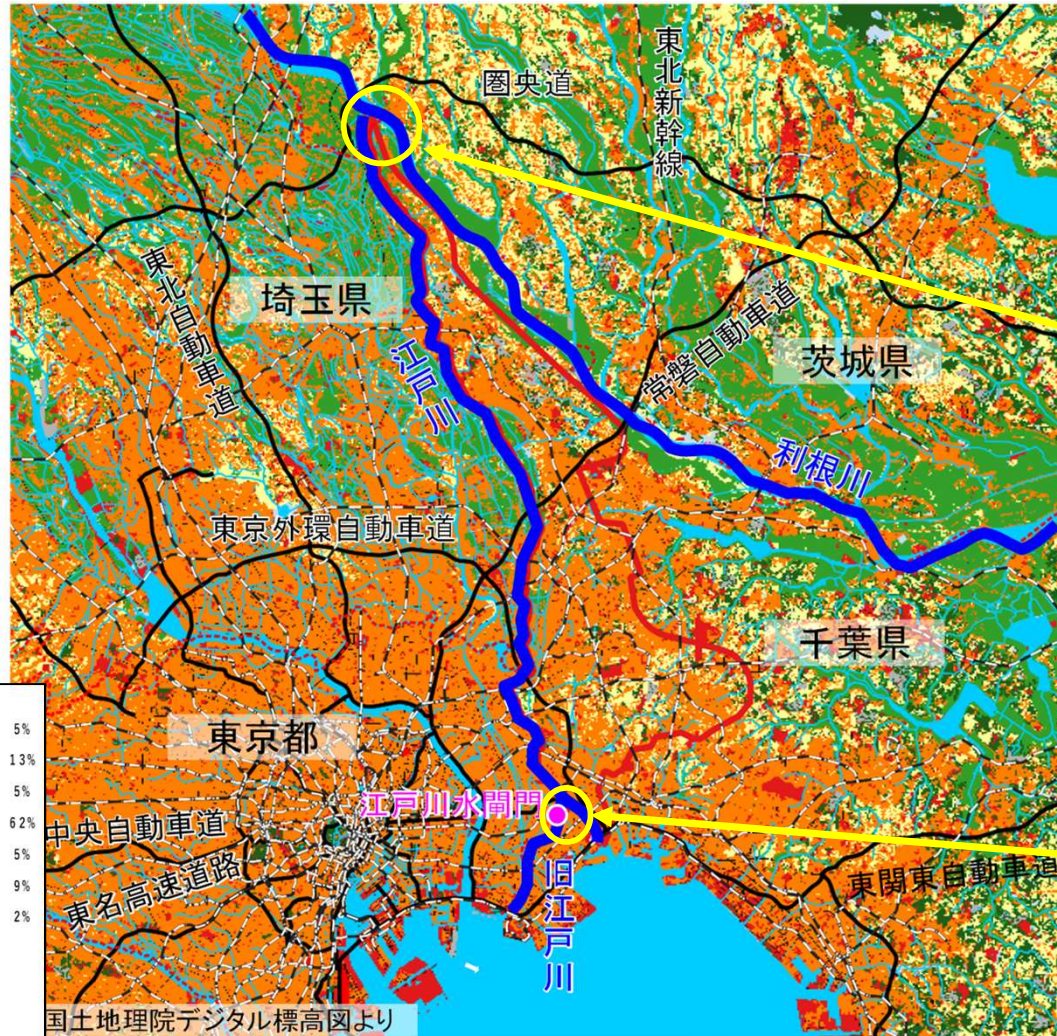 東北新幹線
圏央道
東北自動車道
埼玉県
江戸川
常磐自動車道
茨城県
利根川
東京外環自動車道
千葉県
5%
13%
5%
62%
5%
9%
2%
東京都
江戸川水閘門
中央自動車道
東名高速道路
旧江戸川
東関東自動車道
国土地理院デジタル標高図より